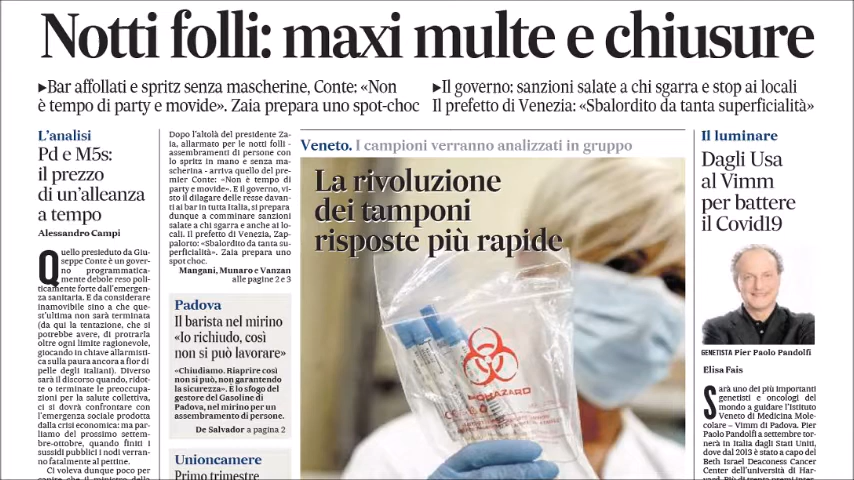 Notti folli: maxi multe e chiusure
▸Bar affollati e spritz senza mascherine, Conte: «Non
è tempo di party e movide». Zaia prepara uno spot-choc
▸Il governo: sanzioni salate a chi sgarra e stop ai locali
Il prefetto di Venezia: «Sbalordito da tanta superficialità»
L'analisi
Pd e M5s:
il prezzo
di un'alleanza
a tempo
Alessandro Campi
Quello presieduto da Giu-
seppe Conte è un gover-
no programmatica-
mente debole reso poli-
ticamente forte dall'emergen-
za sanitaria. E da considerare
inamovibile sino a che que-
st'ultima non sarà terminata
(da qui la tentazione, che si
potrebbe avere, di protrarla
oltre ogni limite ragionevole,
giocando in chiave allarmisti-
ca sulla paura ancora a fior di
pelle degli italiani). Diverso
sarà il discorso quando, ridot-
te o terminate le preoccupa-
zioni per la salute collettiva,
ci si dovrà confrontare con
l'emergenza sociale prodotta
dalla crisi economica: ma par-
liamo del prossimo settem-
bre-ottobre, quando finiti i
sussidi pubblici i nodi verran-
no fatalmente al pettine.
Ci voleva dunque poco per
Dopo l'altolà del presidente Za-
ia, allarmato per le notti folli -
assembramenti di persone con
lo spritz in mano e senza ma-
scherina - arriva quello del pre-
mier Conte: «Non è tempo di
party e movide». E il governo, vi-
sto il dilagare delle resse davan-
ti ai bar in tutta Italia, si prepara
dunque a comminare sanzioni
salate a chi sgarra e anche ai lo-
cali. Il prefetto di Venezia, Zap-
palorto: «Sbalordito da tanta su-
perficialità». Zaia prepara uno
spot choc.
Mangani, Munaro e Vanzan
alle pagine 2 e 3
Padova
Il barista nel mirino
«Io richiudo, così
non si può lavorare»
«Chiudiamo. Riaprire così
non si può, non garantendo
la sicurezza». È lo sfogo del
gestore del Gasoline di
Padova, nel mirino per un
assembramento di persone.
De Salvador a pagina 2
Unioncamere
Primo trimestre
Veneto. I campioni verranno analizzati in gruppo
La rivoluzione
dei tamponi
risposte più rapide
BIOHAZARD
Il luminare
Dagli Usa
al Vimm
per battere
il Covid19
GENETISTA Pier Paolo Pandolfi
Elisa Fais
Sarà uno dei più importanti
genetisti e oncologi del
mondo a guidare l'Istituto
Veneto di Medicina Mole-
colare – Vimm di Padova. Pier
Paolo Pandolfi a settembre tor-
nerà in Italia dagli Stati Uniti,
dove dal 2013 è stato a capo del
Beth Israel Deaconess Cancer
Center dell'università di Har-